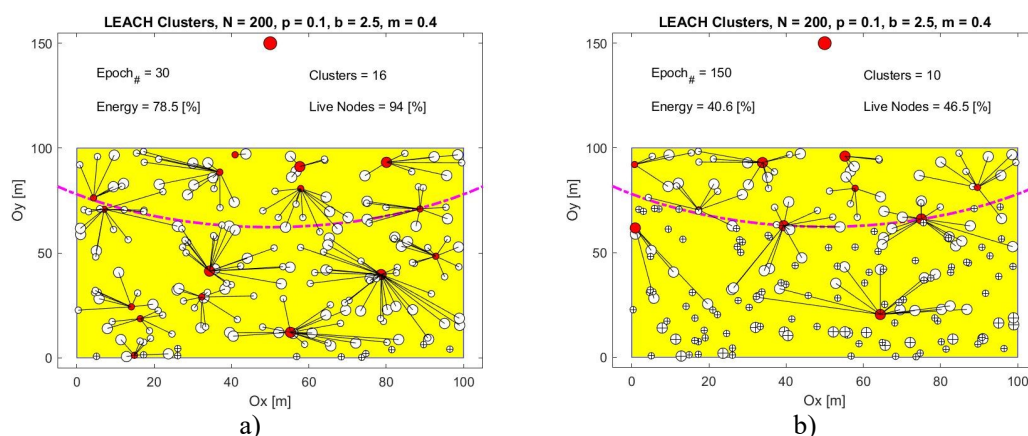 LEACH Clusters, N = 200, p = 0.1, b = 2.5, m = 0.4
150
Epoch# = 30
Clusters = 16
Energy = 78.5 [%]
Live Nodes = 94 [%]
100
Oy [m]
50
0
0 20 40 60 80 100
Ox [m]
a)
LEACH Clusters, N = 200, p = 0.1, b = 2.5, m = 0.4
150
Epoch# = 150
Clusters = 10
Energy = 40.6 [%]
Live Nodes = 46.5 [%]
100
Oy [m]
50
0
0 20 40 60 80 100
Ox [m]
b)